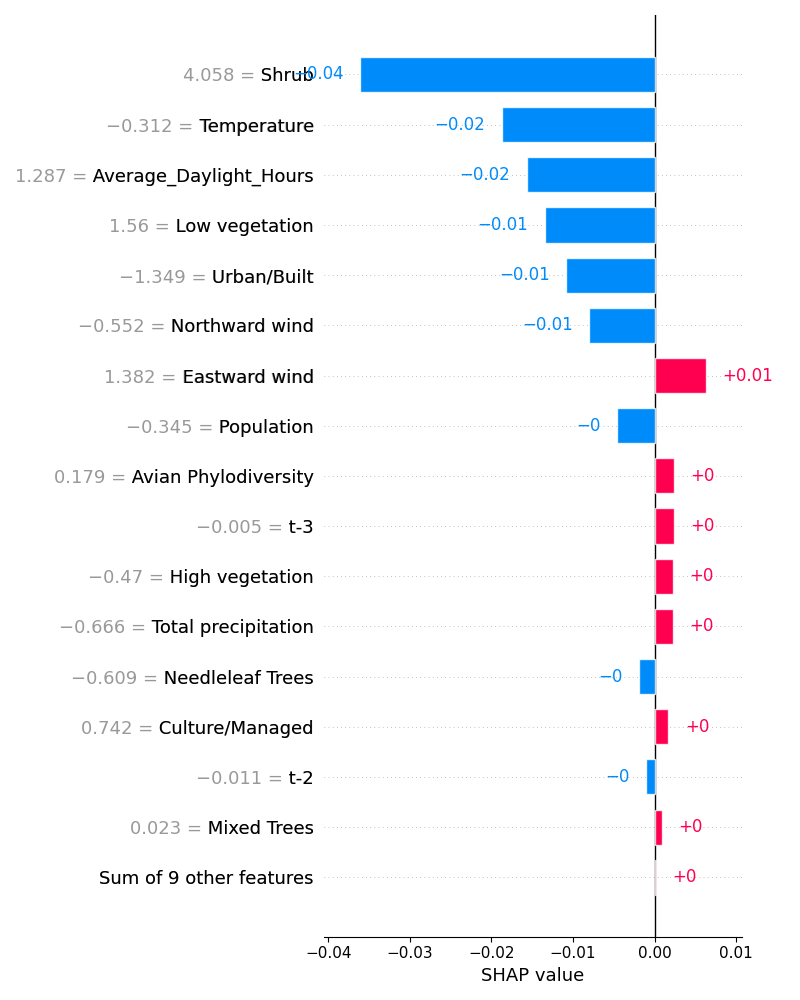 4.058 = Shrub −0.04
−0.312 = Temperature −0.02
1.287 = Average_Daylight_Hours −0.02
1.56 = Low vegetation −0.01
−1.349 = Urban/Built −0.01
−0.552 = Northward wind −0.01
1.382 = Eastward wind +0.01
−0.345 = Population −0
0.179 = Avian Phylodiversity +0
−0.005 = t-3 +0
−0.47 = High vegetation +0
−0.666 = Total precipitation +0
−0.609 = Needleleaf Trees −0
0.742 = Culture/Managed +0
−0.011 = t-2 −0
0.023 = Mixed Trees +0
Sum of 9 other features +0
−0.04 −0.03 −0.02 −0.01 0.00 0.01
SHAP value